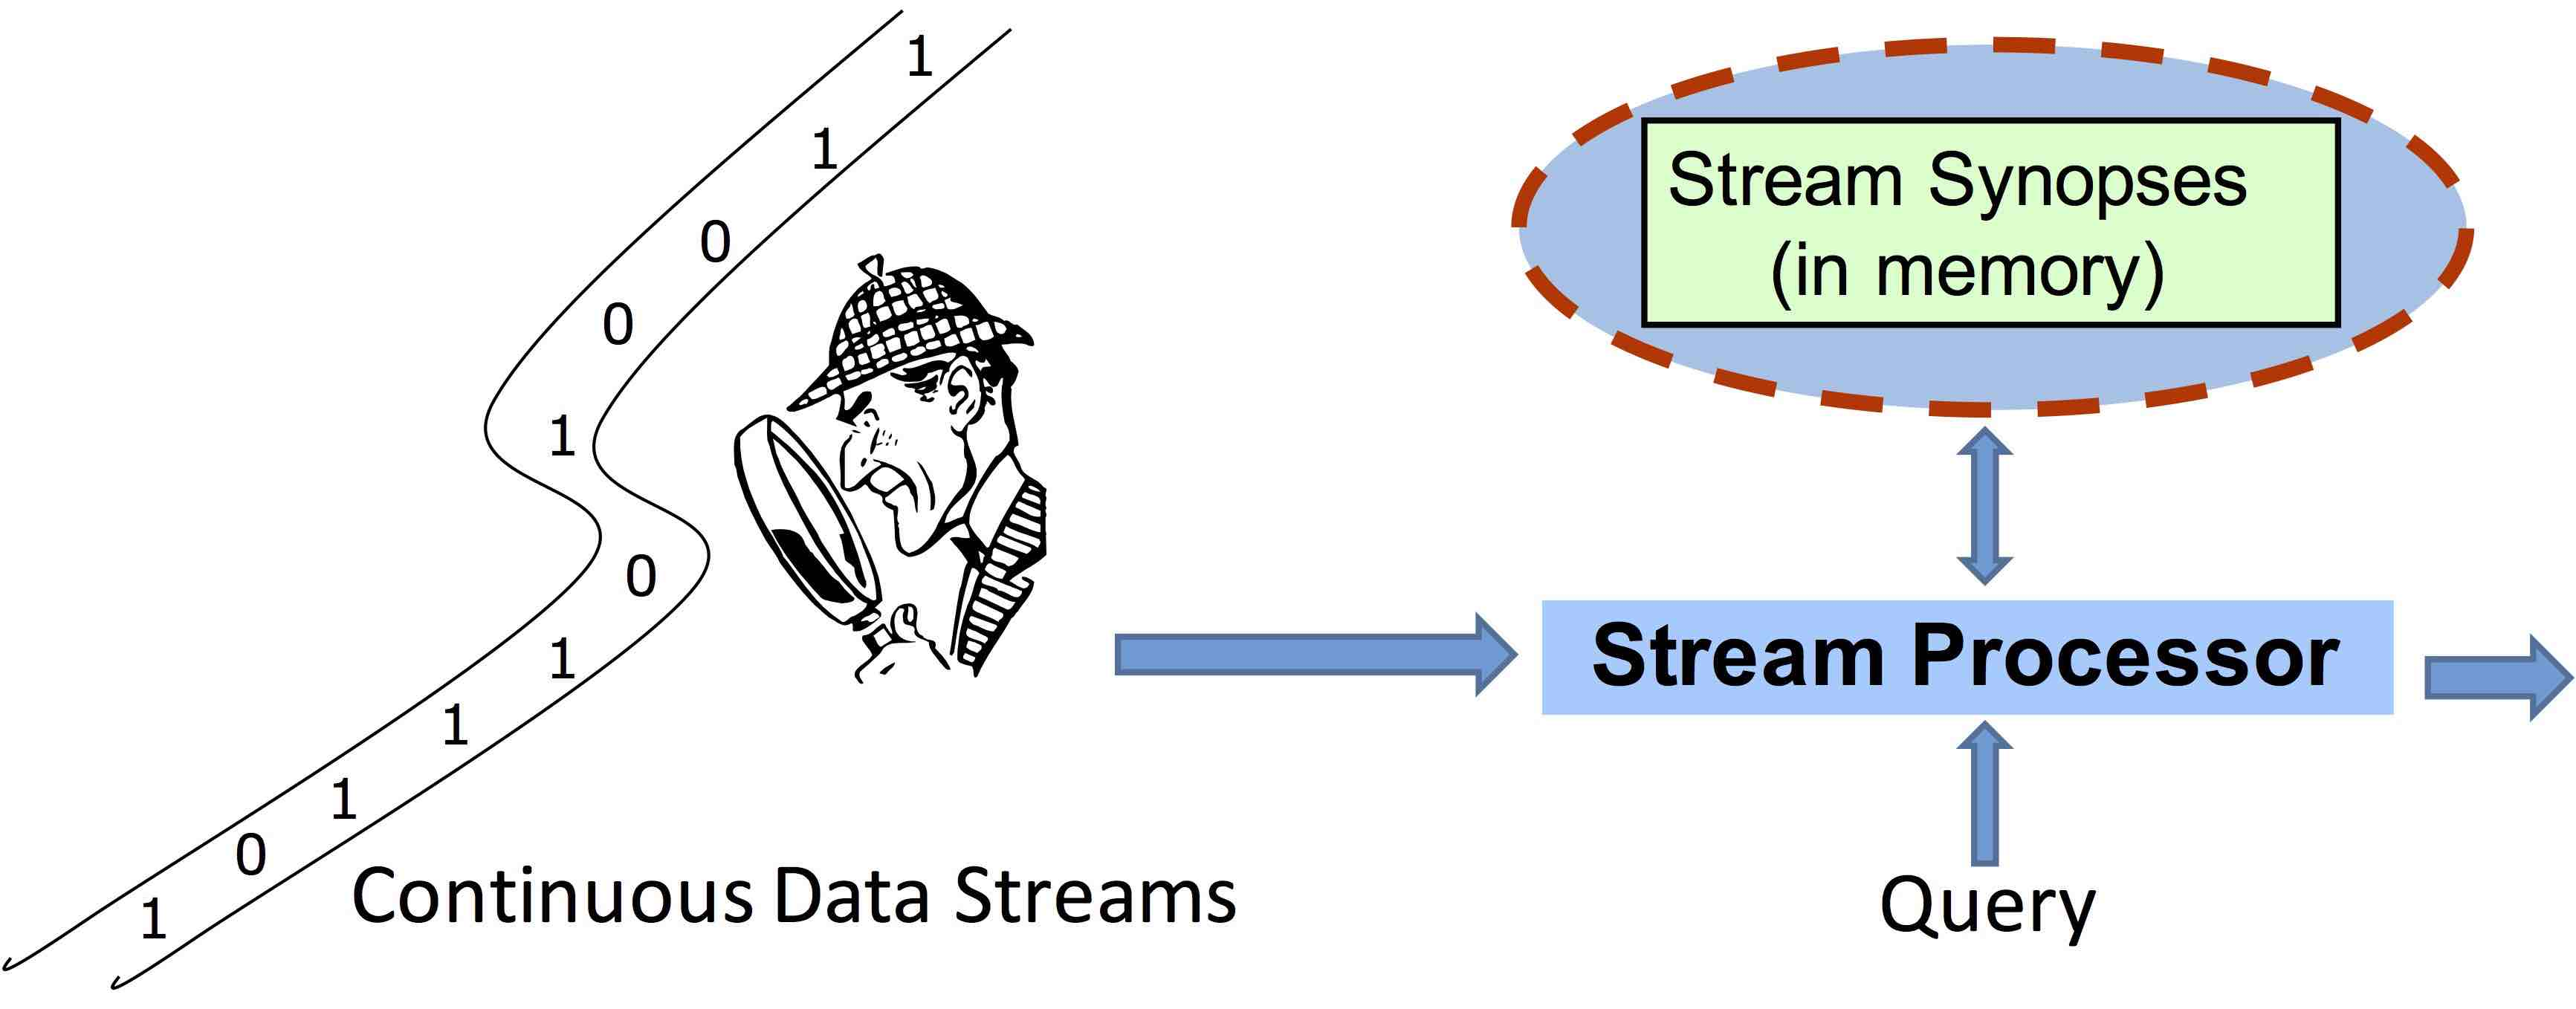 1
1
0
0
1
0
1
1
1
0
1
Continuous Data Streams
Stream Synopses
(in memory)
Stream Processor
Query